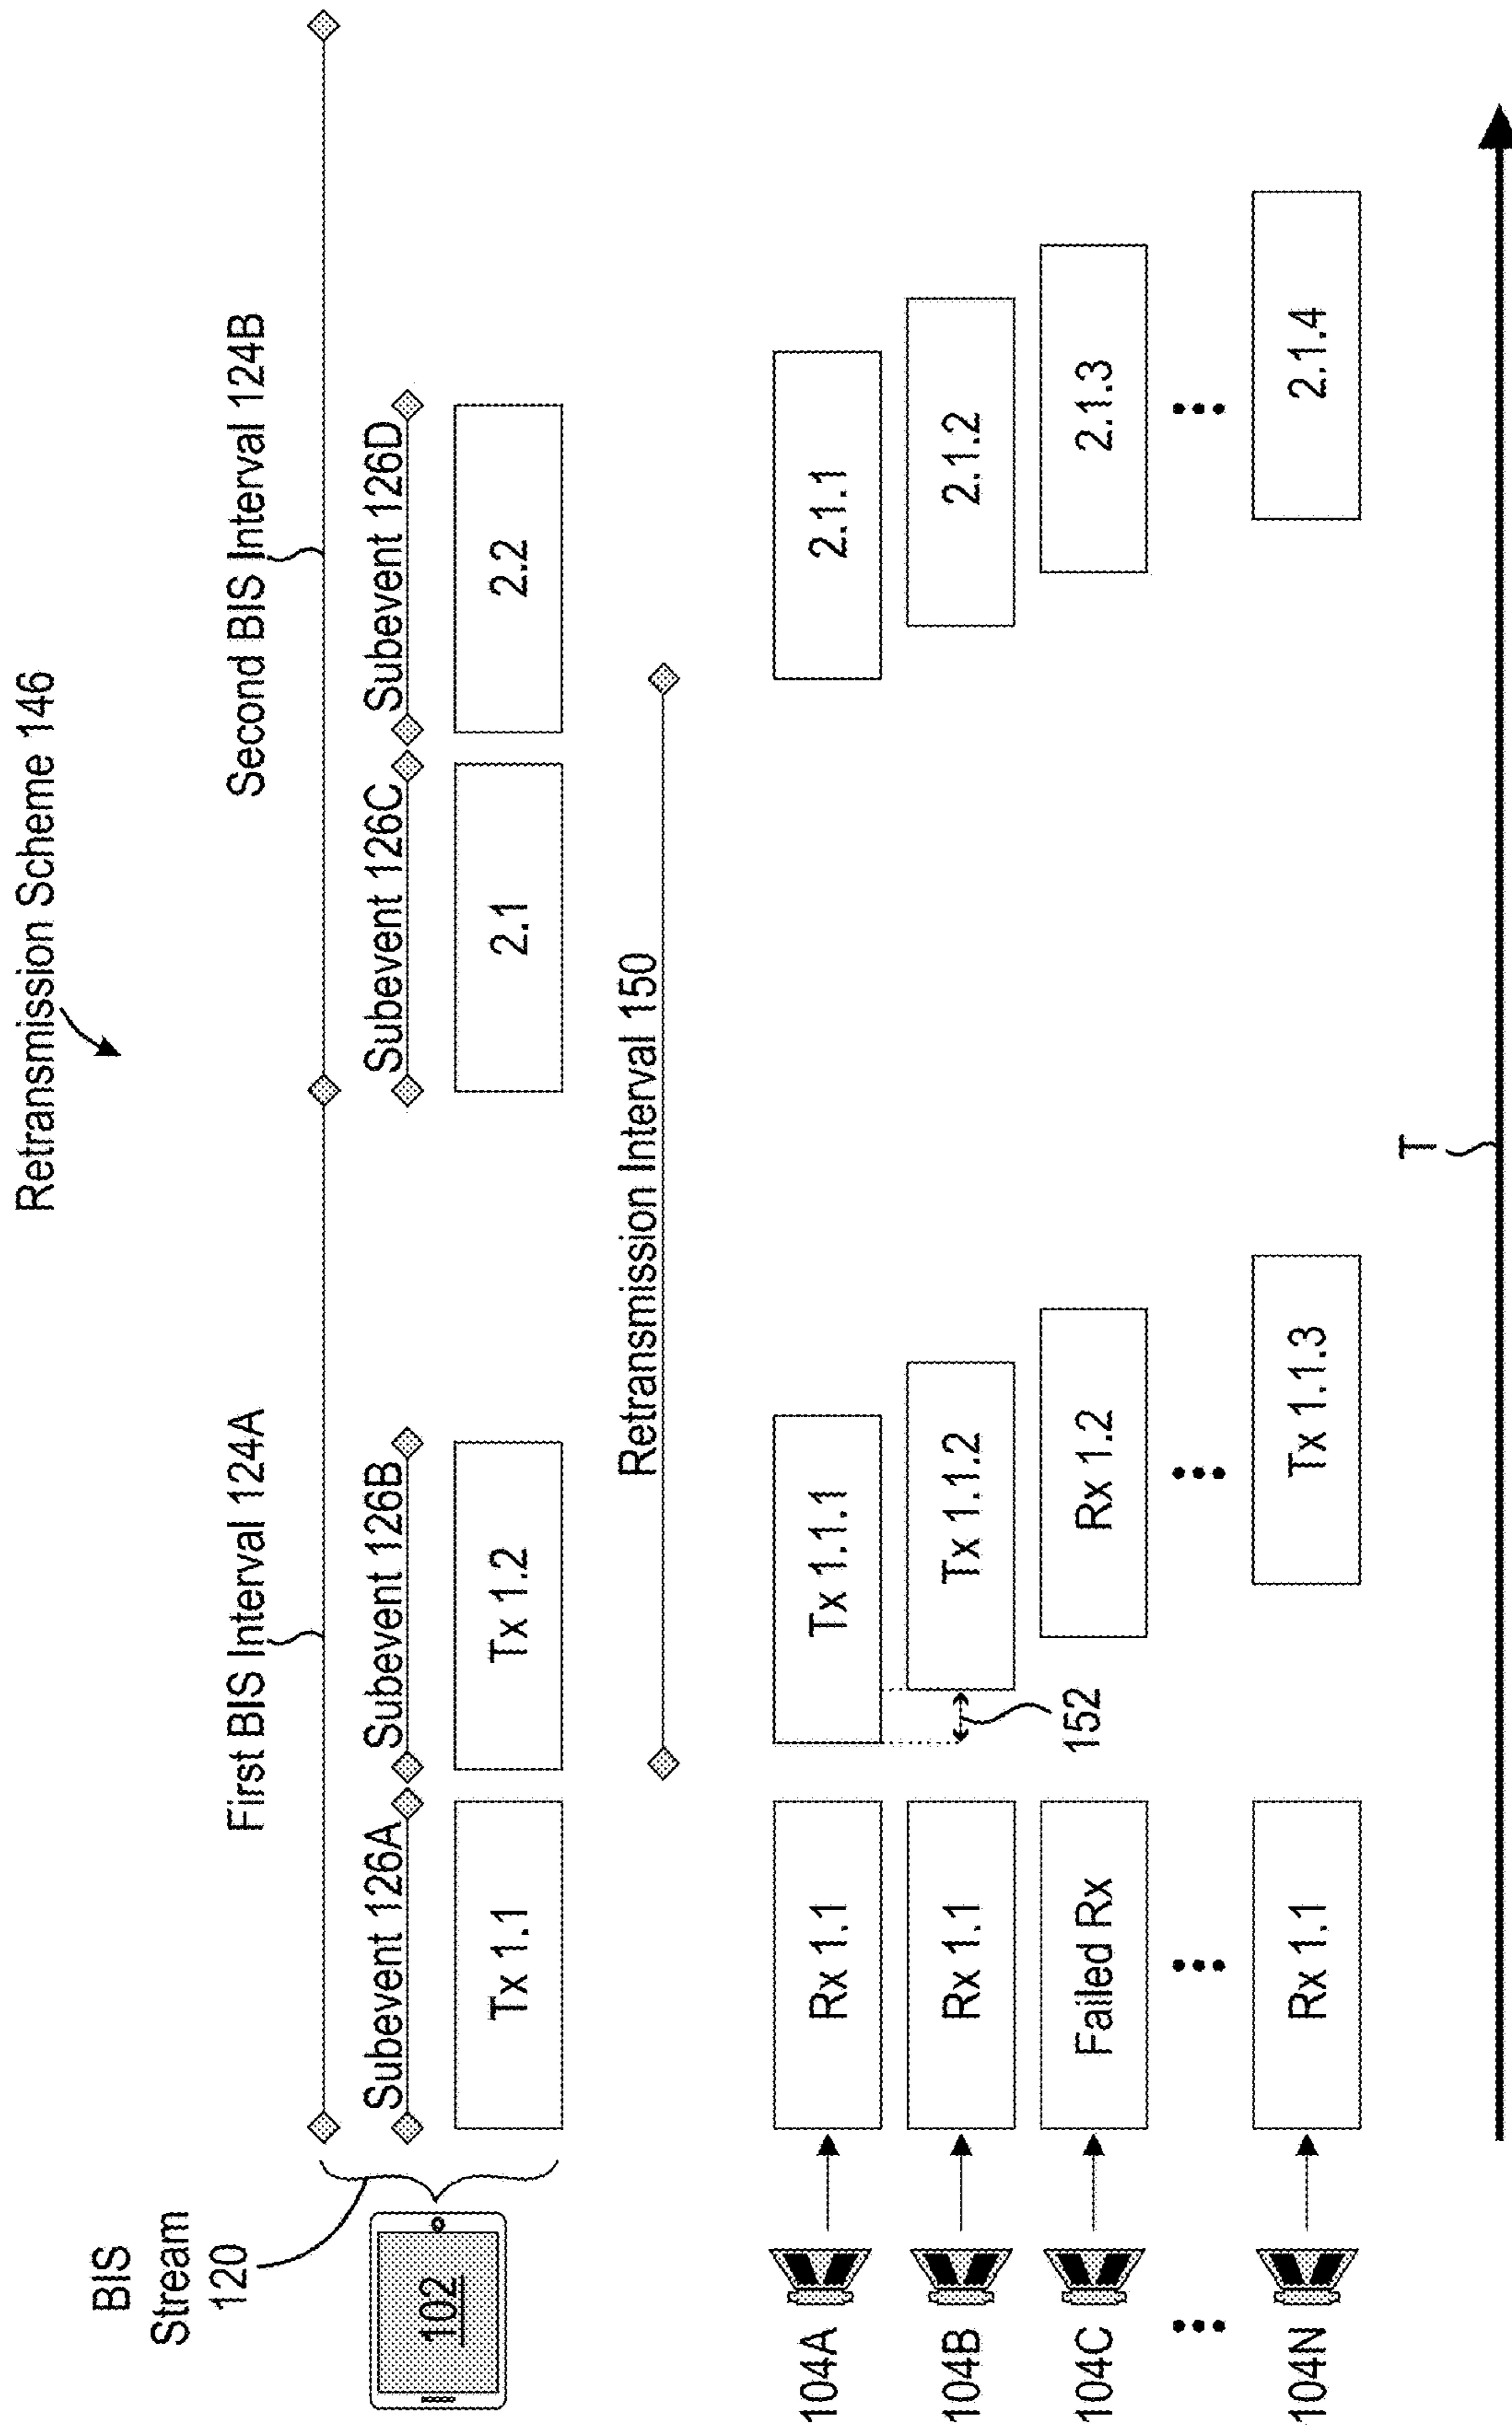 Retransmission Scheme 146
BIS
Stream
120
First BIS Interval 124A
Second BIS Interval 124B
Subevent 126A
Subevent 126B
Subevent 126C
Subevent 126D
102
Tx 1.1
Tx 1.2
2.1
2.2
Retransmission Interval 150
104A
Rx 1.1
Tx 1.1.1
2.1.1
104B
Rx 1.1
Tx 1.1.2
2.1.2
152
104C
Failed Rx
Rx 1.2
2.1.3
104N
Rx 1.1
Tx 1.1.3
2.1.4
T